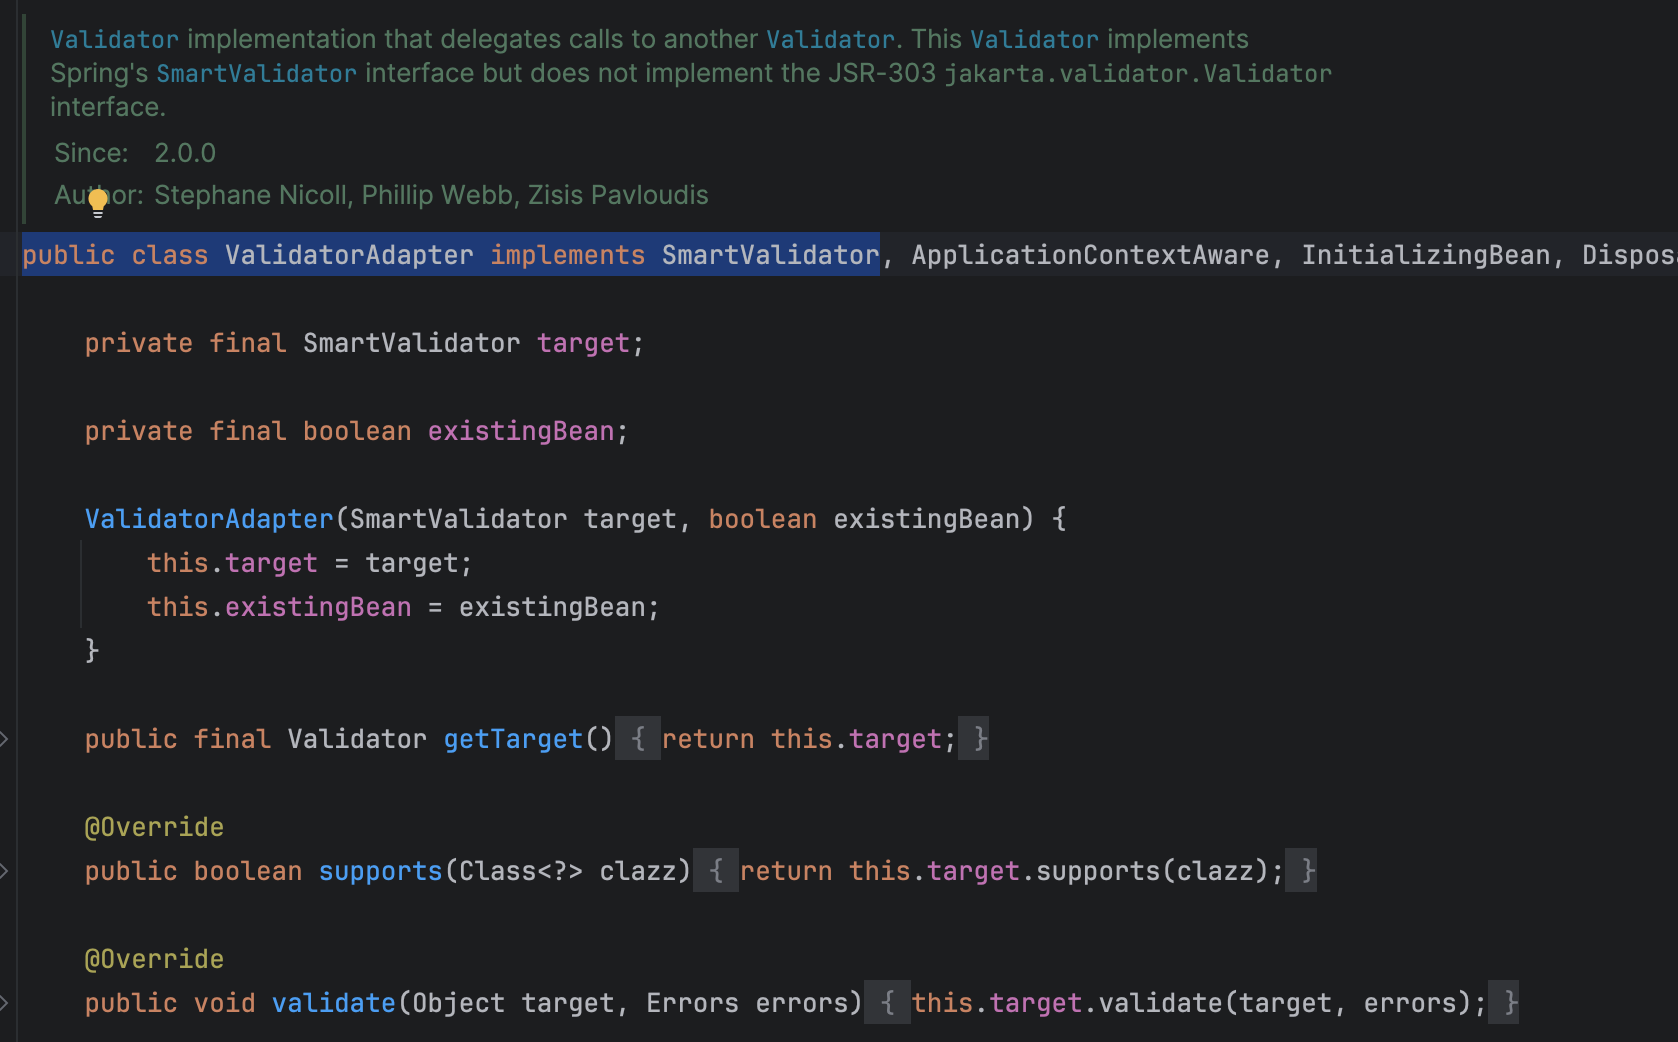 Validator implementation that delegates calls to another Validator. This Validator implements
Spring's SmartValidator interface but does not implement the JSR-303 jakarta.validator.Validator
interface.
Since: 2.0.0
Author: Stephane Nicoll, Phillip Webb, Zisis Pavloudis
public class ValidatorAdapter implements SmartValidator, ApplicationContextAware, InitializingBean,
private final SmartValidator target;
private final boolean existingBean;
ValidatorAdapter(SmartValidator target, boolean existingBean) {
this.target = target;
this.existingBean = existingBean;
}
public final Validator getTarget() { return this.target; }
@Override
public boolean supports(Class<?> clazz) { return this.target.supports(clazz); }
@Override
public void validate(Object target, Errors errors) { this.target.validate(target, errors); }